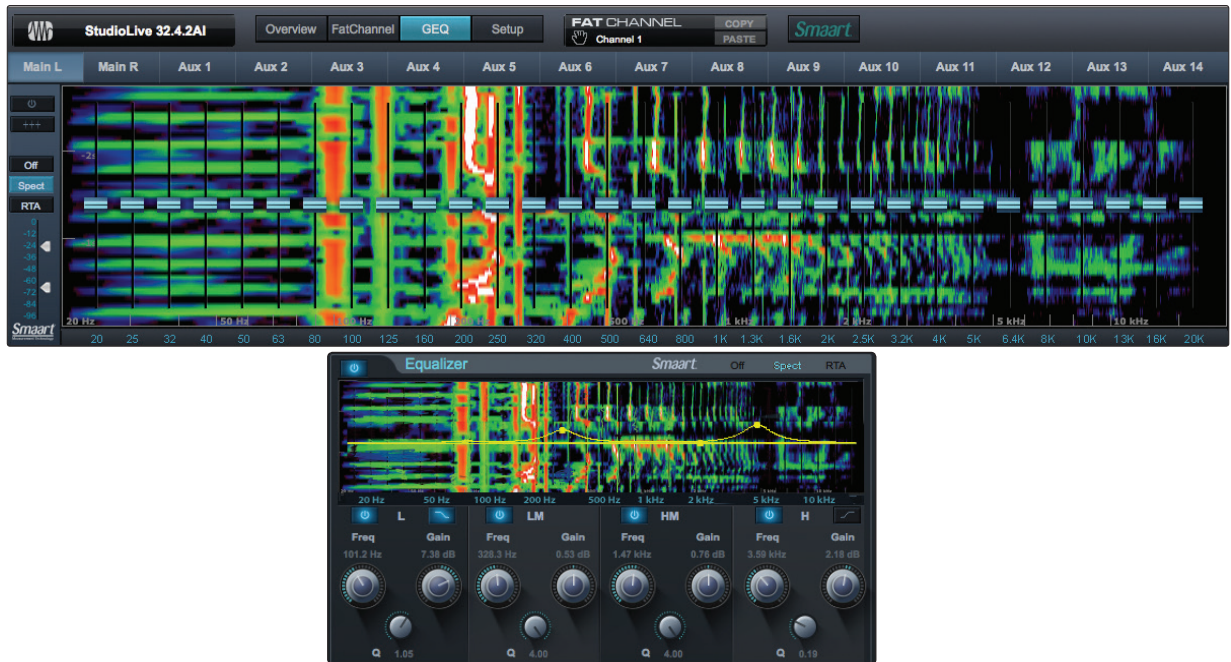 StudioLive 32.4.2AI
Overview FatChannel GEQ Setup
FAT CHANNEL
Channel 1
COPY
PASTE
Smaart
Main L Main R Aux 1 Aux 2 Aux 3 Aux 4 Aux 5 Aux 6 Aux 7 Aux 8 Aux 9 Aux 10 Aux 11 Aux 12 Aux 13 Aux 14
Off
Spect
RTA
0
-12
-24
-36
-48
-60
-72
-84
-96
Smaart
20 Hz 50 Hz 100 Hz 500 Hz 1 kHz 2 kHz 5 kHz 10 kHz
20 25 32 40 50 63 80 100 125 160 200 250 320 400 500 640 800 1K 1.3K 1.6K 2K 2.5K 3.2K 4K 5K 6.4K 8K 10K 13K 16K 20K
Equalizer
Smaart
Off Spect RTA
20 Hz 50 Hz 100 Hz 200 Hz 500 Hz 1 kHz 2 kHz 5 kHz 10 kHz
L LM HM H
Freq Gain Freq Gain Freq Gain Freq Gain
101.2 Hz 7.38 dB 328.3 Hz 0.53 dB 1.47 kHz 0.76 dB 3.59 kHz 2.18 dB
Q 1.05 Q 4.00 Q 4.00 Q 0.19